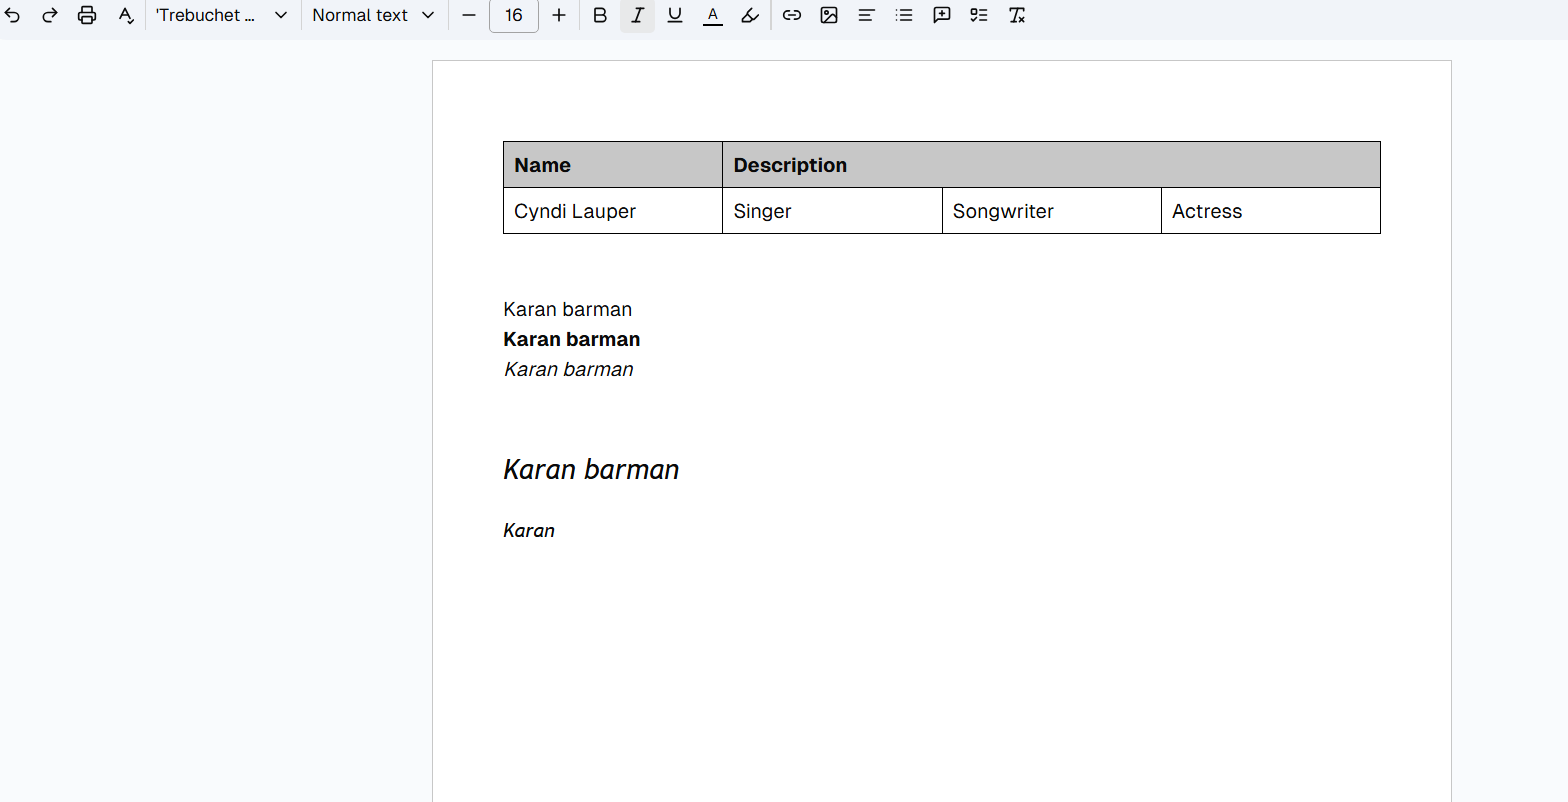 'Trebuchet ... Normal text 16 B I U A
Name Description
Cyndi Lauper Singer Songwriter Actress
Karan barman
Karan barman
Karan barman
Karan barman
Karan